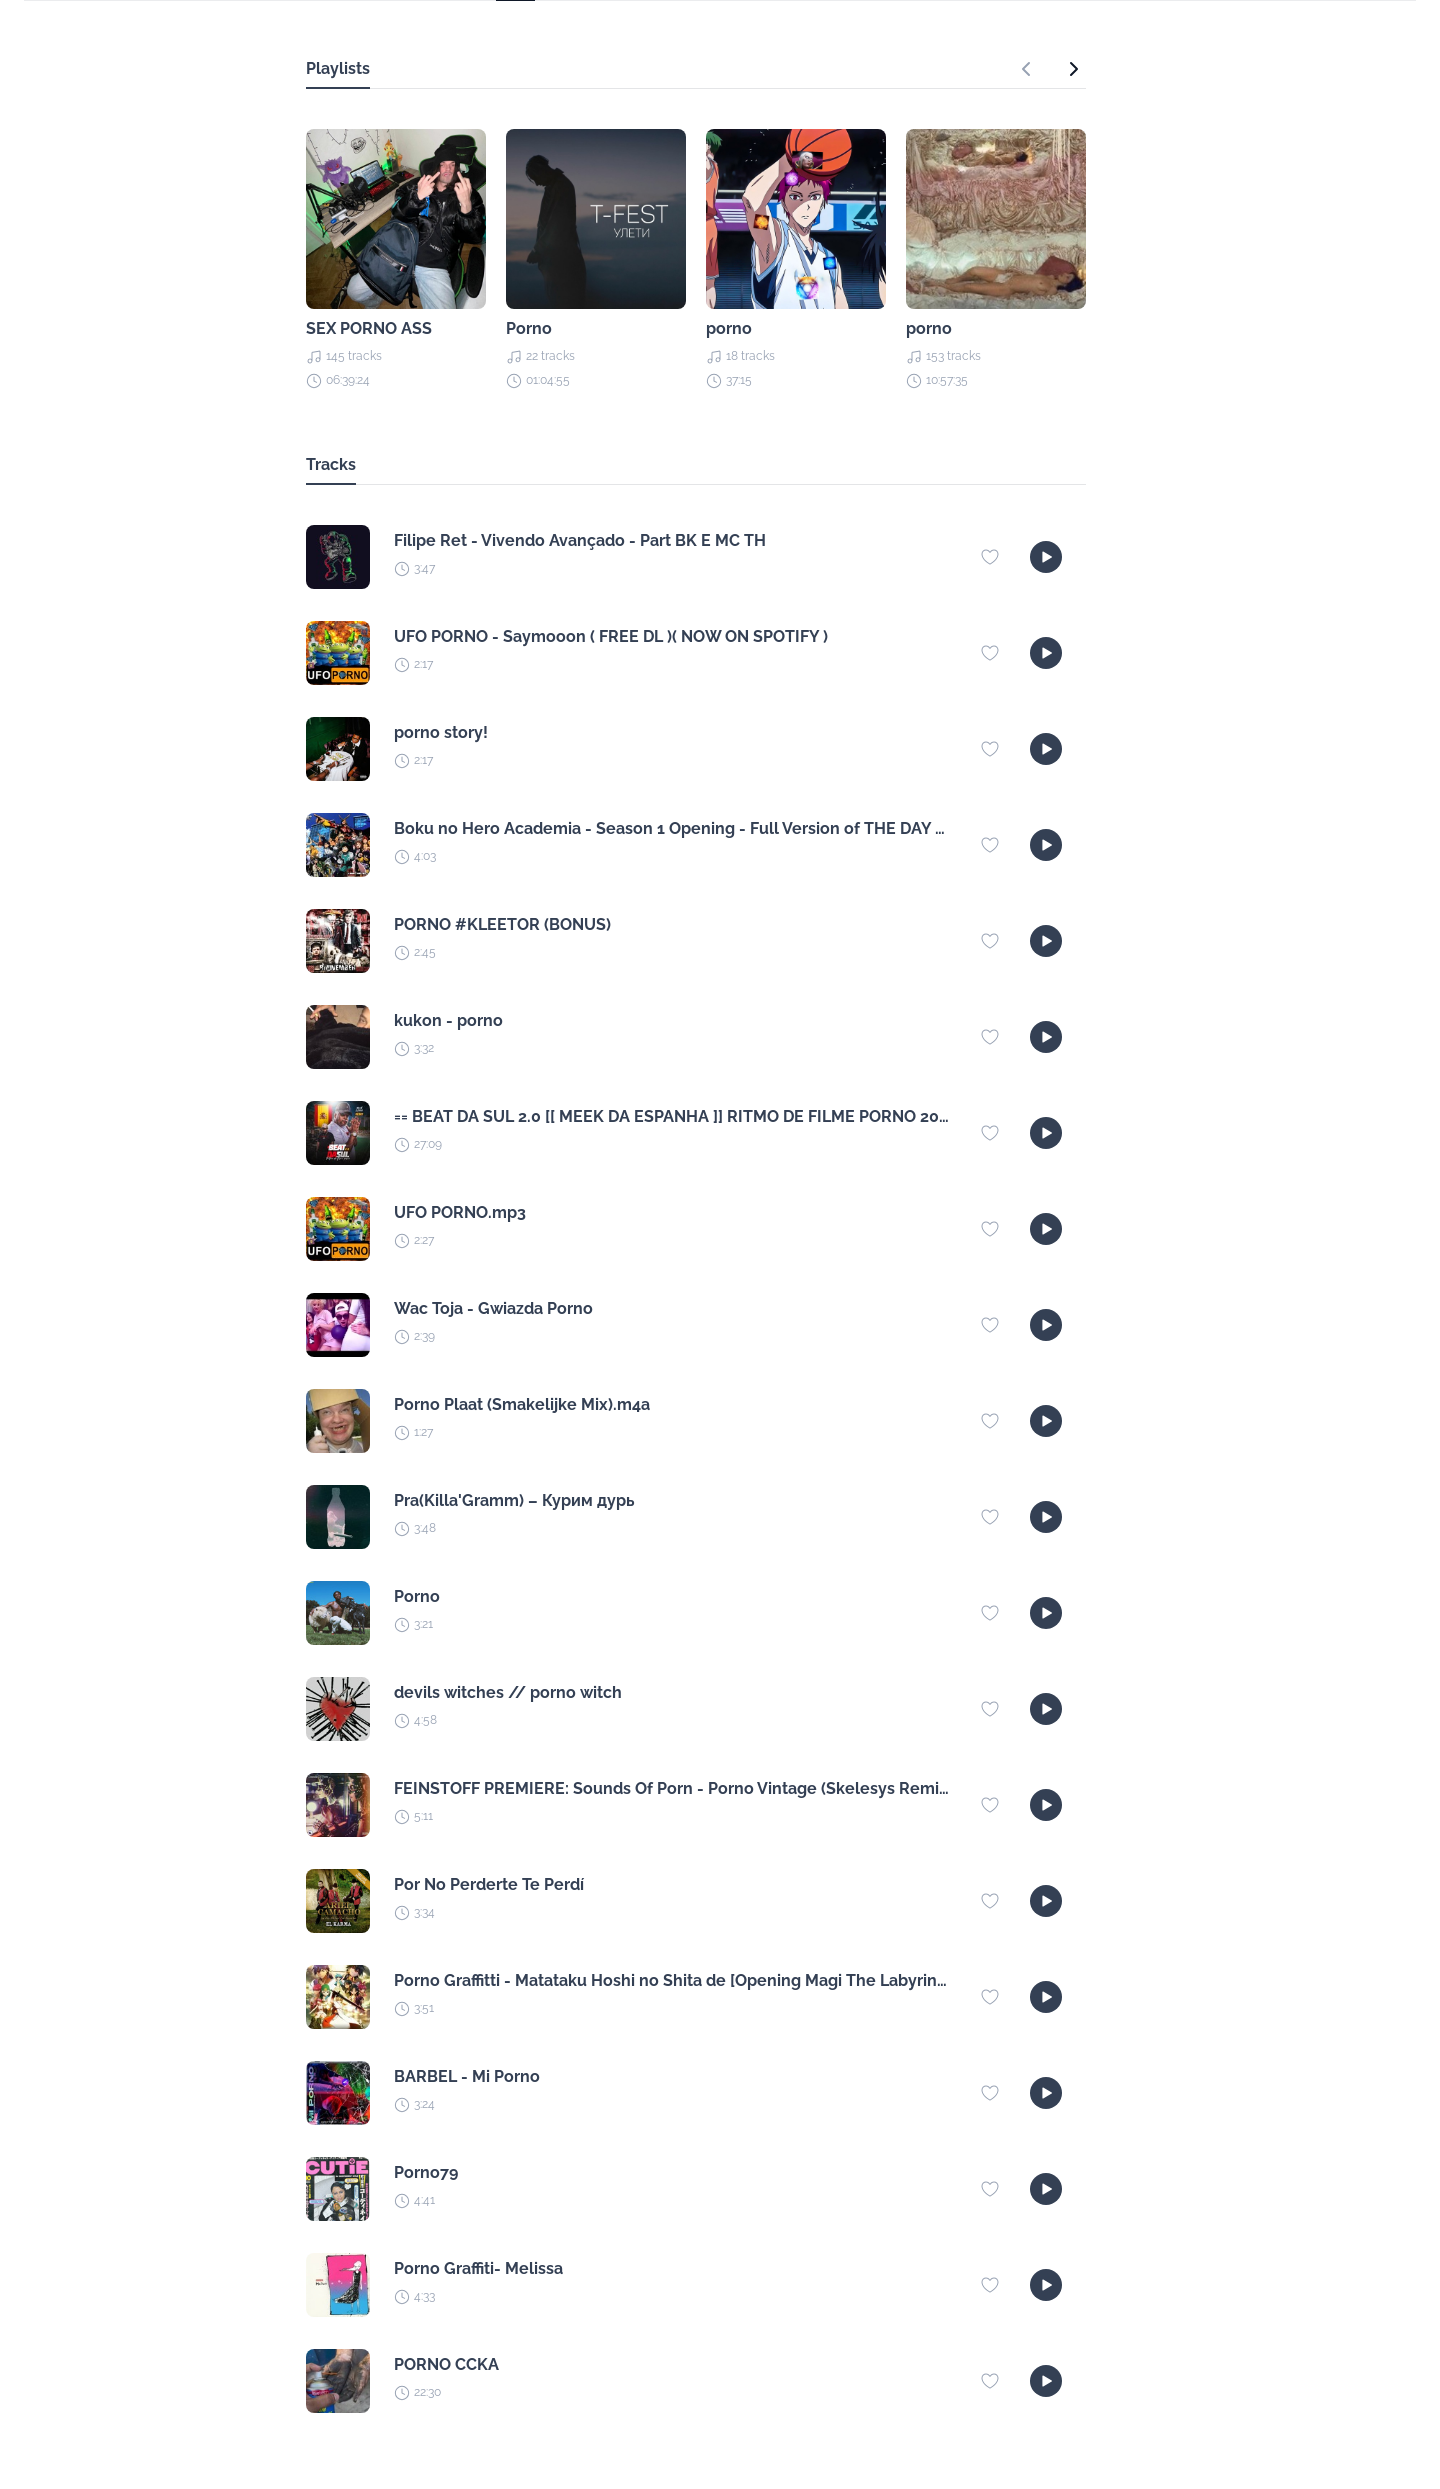 Playlists
T-FEST
УЛЕТИ
SEX PORNO ASS
145 tracks
06:39:24
Porno
22 tracks
01:04:55
porno
18 tracks
37:15
porno
153 tracks
10:57:35
Tracks
Filipe Ret - Vivendo Avançado - Part BK E MC TH
3:47
UFO PORNO
UFO PORNO - Saymooon ( FREE DL )( NOW ON SPOTIFY )
2:17
porno story!
2:17
Boku no Hero Academia - Season 1 Opening - Full Version of THE DAY ...
4:03
PORNO #KLEETOR (BONUS)
2:45
kukon - porno
3:32
BEAT
DA SUL
== BEAT DA SUL 2.0 [[ MEEK DA ESPANHA ]] RITMO DE FILME PORNO 20...
27:09
UFO PORNO
UFO PORNO.mp3
2:27
Wac Toja - Gwiazda Porno
2:39
Porno Plaat (Smakelijke Mix).m4a
1:27
Pra(Killa'Gramm) – Курим дурь
3:48
Porno
3:21
devils witches // porno witch
4:58
FEINSTOFF PREMIERE: Sounds Of Porn - Porno Vintage (Skelesys Remi...
5:11
ARIEL
CAMACHO
EL KARMA
Por No Perderte Te Perdí
3:34
Porno Graffitti - Matataku Hoshi no Shita de [Opening Magi The Labyrin...
3:51
MI PORNO
BARBEL - Mi Porno
3:24
CUTiE
Porno79
4:41
Porno Graffiti- Melissa
4:33
PORNO CCKA
22:30